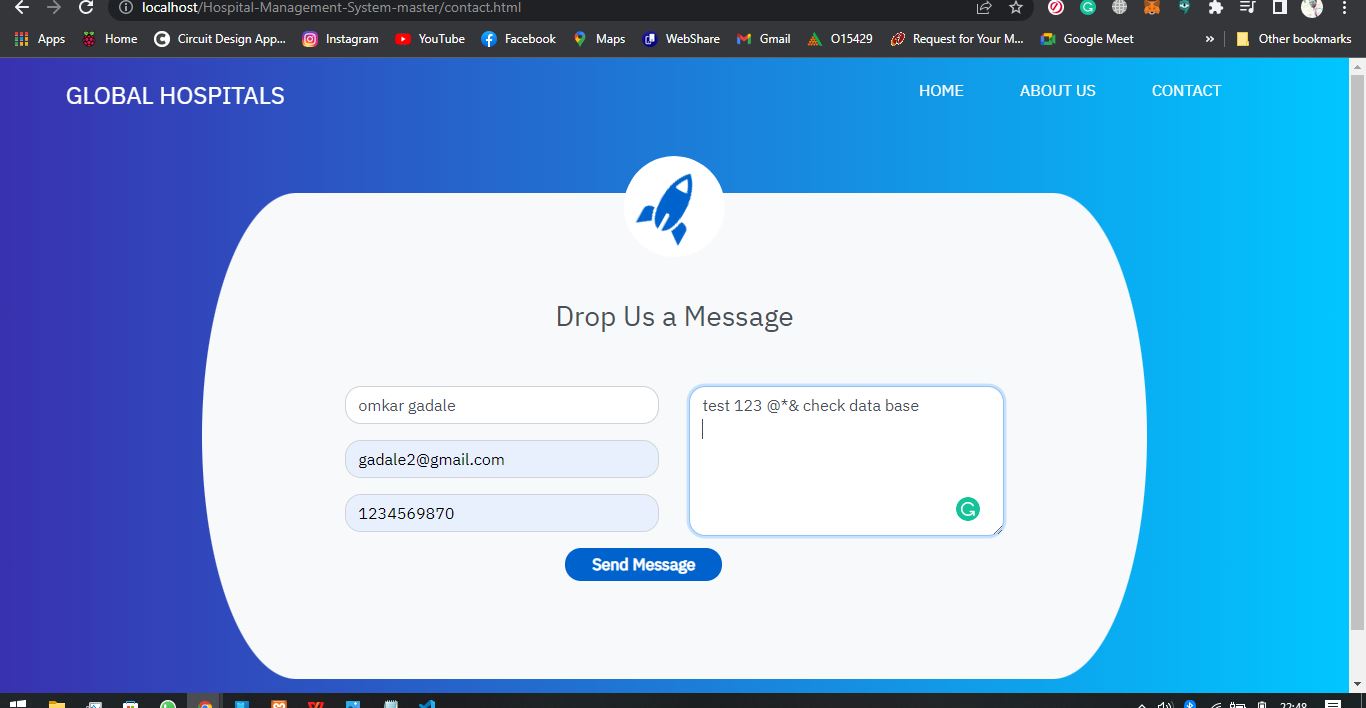 localhost/Hospital-Management-System-master/contact.html
Apps Home Circuit Design App... Instagram YouTube Facebook Maps WebShare Gmail O15429 Request for Your M... Google Meet » Other bookmarks
GLOBAL HOSPITALS HOME ABOUT US CONTACT
Drop Us a Message
omkar gadale
gadale2@gmail.com
1234569870
test 123 @*& check data base
Send Message
22:48